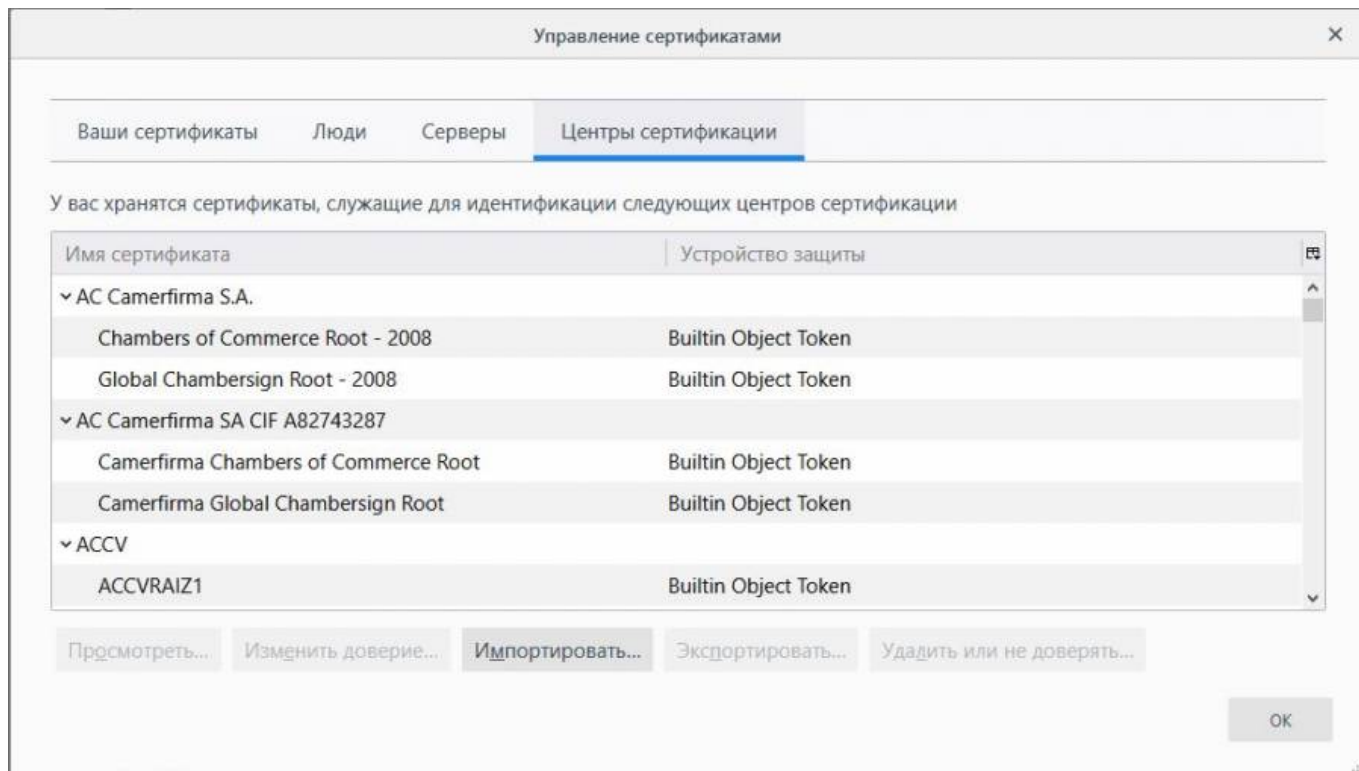 Управление сертификатами
Ваши сертификаты Люди Серверы Центры сертификации
У вас хранятся сертификаты, служащие для идентификации следующих центров сертификации
Имя сертификата Устройство защиты
AC Camerfirma S.A.
Chambers of Commerce Root - 2008 Builtin Object Token
Global Chambersign Root - 2008 Builtin Object Token
AC Camerfirma SA CIF A82743287
Camerfirma Chambers of Commerce Root Builtin Object Token
Camerfirma Global Chambersign Root Builtin Object Token
ACCV
ACCVRAIZ1 Builtin Object Token
Просмотреть... Изменить доверие... Импортировать... Экспортировать... Удалить или не доверять...
ОК